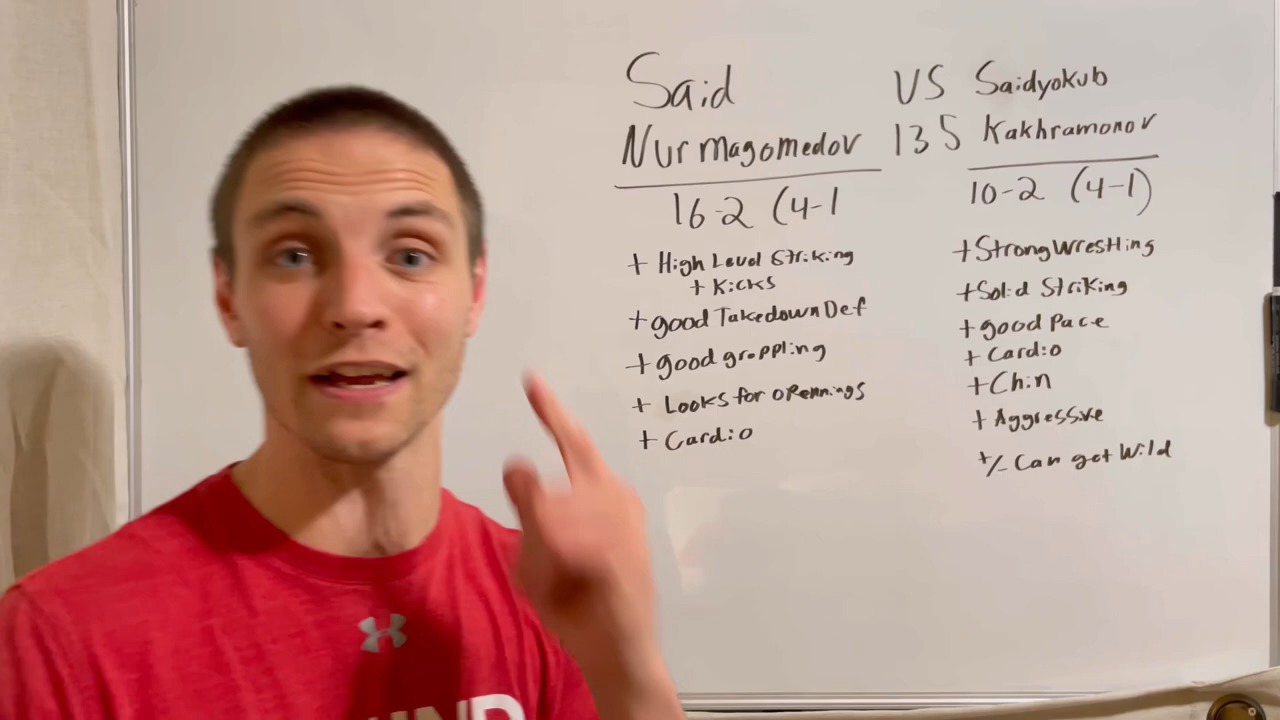 Said VS Saidyokub
Nurmagomedov 135 Kakhramonov
16-2 (4-1
+ High Level Striking
+ Kicks
+ good Takedown Def
+ good grappling
+ Looks for opennings
+ Cardio
10-2 (4-1)
+ Strong Wrestling
+ Solid Striking
+ good Pace
+ Cardio
+ Chin
+ Aggressive
+/- Can get Wild